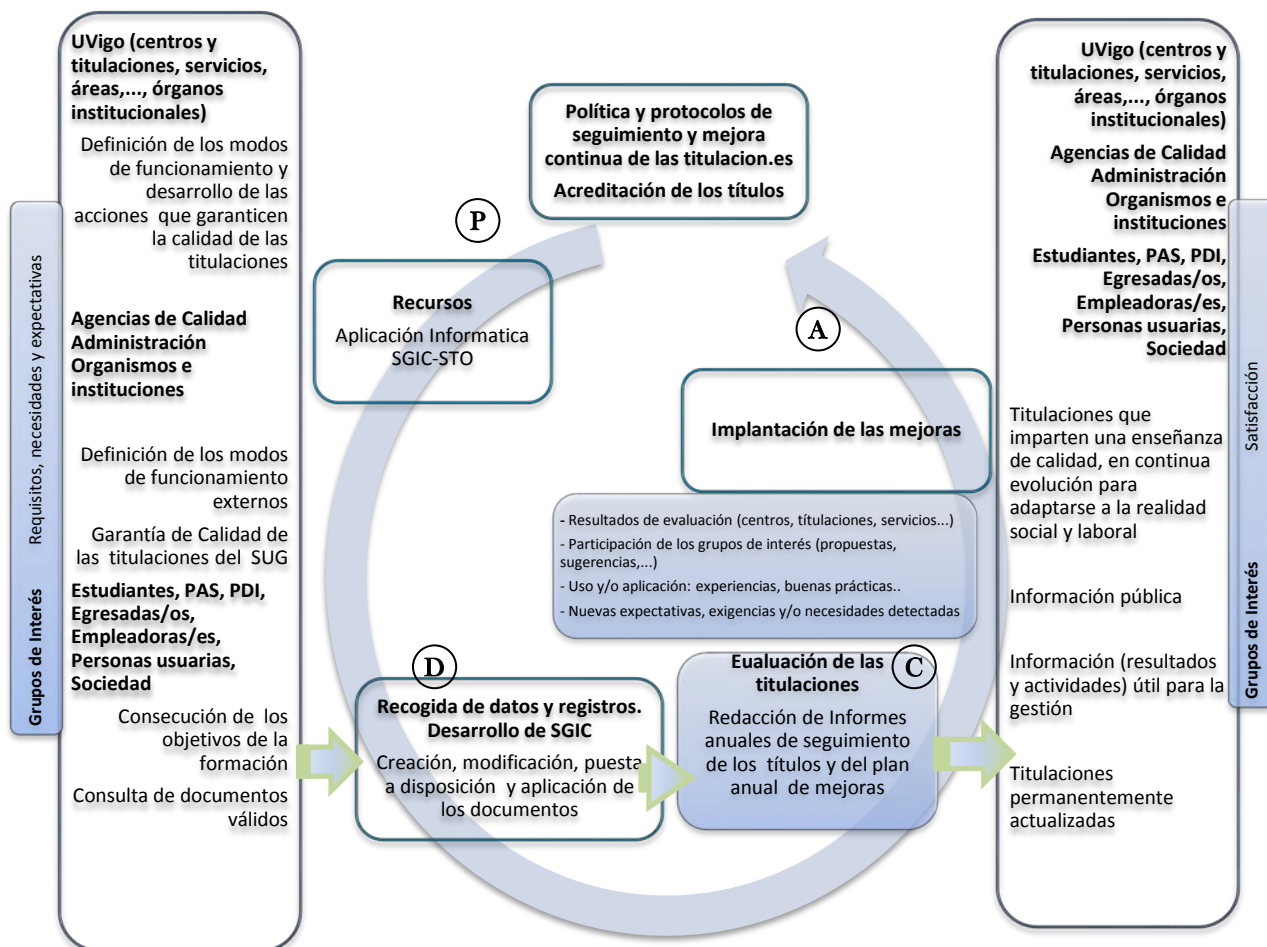 Grupos de Interés Requisitos, necesidades y expectativas
UVigo (centros y
titulaciones, servicios,
áreas,..., órganos
institucionales)
Definición de los modos
de funcionamiento y
desarrollo de las
acciones que garanticen
la calidad de las
titulaciones
Agencias de Calidad
Administración
Organismos e
instituciones
Definición de los modos
de funcionamiento
externos
Garantía de Calidad de
las titulaciones del SUG
Estudiantes, PAS, PDI,
Egresadas/os,
Empleadoras/es,
Personas usuarias,
Sociedad
Consecución de los
objetivos de la
formación
Consulta de documentos
válidos
Política y protocolos de
seguimiento y mejora
continua de las titulacion.es
Acreditación de los títulos
P
Recursos
Aplicación Informatica
SGIC-STO
A
Implantación de las mejoras
- Resultados de evaluación (centros, títulaciones, servicios...)
- Participación de los grupos de interés (propuestas,
sugerencias,...)
- Uso y/o aplicación: experiencias, buenas prácticas..
- Nuevas expectativas, exigencias y/o necesidades detectadas
D
Recogida de datos y registros.
Desarrollo de SGIC
Creación, modificación, puesta
a disposición y aplicación de
los documentos
C
Eualuación de las
titulaciones
Redacción de Informes
anuales de seguimiento
de los títulos y del plan
anual de mejoras
UVigo (centros y
titulaciones, servicios,
áreas,..., órganos
institucionales)
Agencias de Calidad
Administración
Organismos e
instituciones
Estudiantes, PAS, PDI,
Egresadas/os,
Empleadoras/es,
Personas usuarias,
Sociedad
Titulaciones que
imparten una enseñanza
de calidad, en continua
evolución para
adaptarse a la realidad
social y laboral
Información pública
Información (resultados
y actividades) útil para la
gestión
Titulaciones
permanentemente
actualizadas
Grupos de Interés Satisfacción